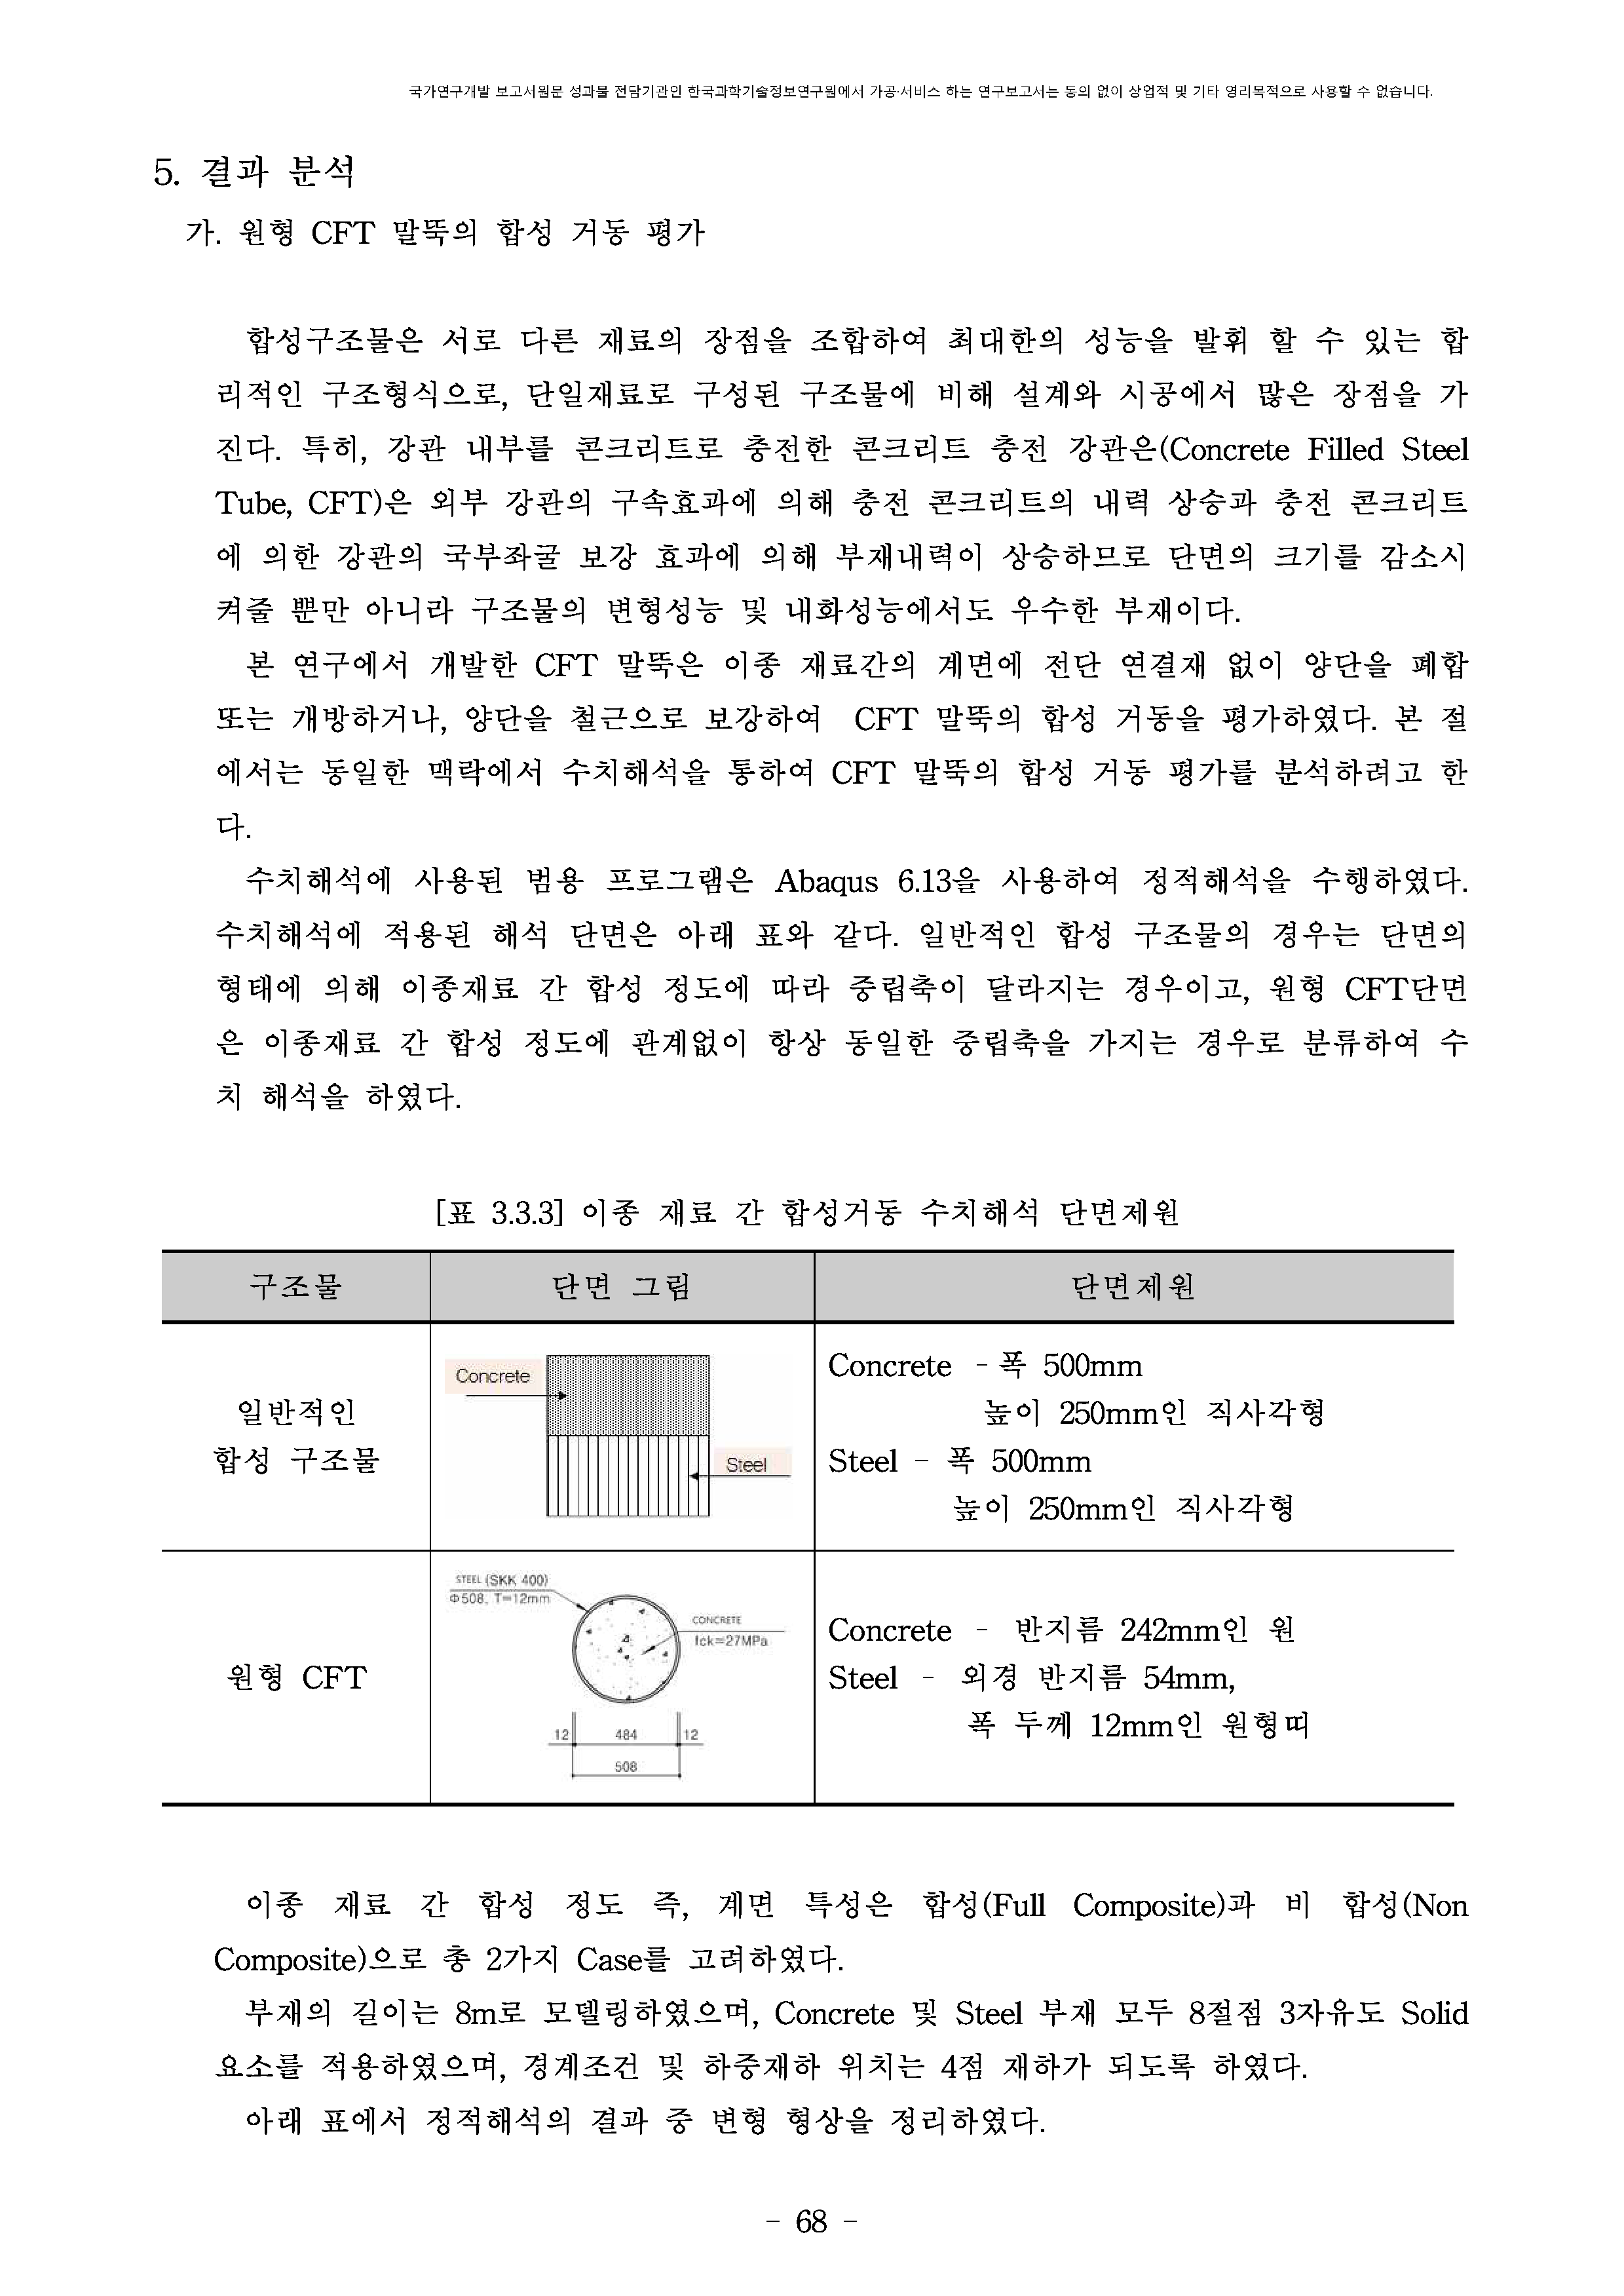 국가연구개발 보고서원문 성과물 전담기관인 한국과학기술정보연구원에서 가공·서비스 하는 연구보고서는 동의 없이 상업적 및 기타 영리목적으로 사용할 수 없습니다.
5. 결과 분석
가. 원형 CFT 말뚝의 합성 거동 평가
합성구조물은 서로 다른 재료의 장점을 조합하여 최대한의 성능을 발휘 할 수 있는 합
리적인 구조형식으로, 단일재료로 구성된 구조물에 비해 설계와 시공에서 많은 장점을 가
진다. 특히, 강관 내부를 콘크리트로 충전한 콘크리트 충전 강관은(Concrete Filled Steel
Tube, CFT)은 외부 강관의 구속효과에 의해 충전 콘크리트의 내력 상승과 충전 콘크리트
에 의한 강관의 국부좌굴 보강 효과에 의해 부재내력이 상승하므로 단면의 크기를 감소시
켜줄 뿐만 아니라 구조물의 변형성능 및 내화성능에서도 우수한 부재이다.
본 연구에서 개발한 CFT 말뚝은 이종 재료간의 계면에 전단 연결재 없이 양단을 폐합
또는 개방하거나, 양단을 철근으로 보강하여 CFT 말뚝의 합성 거동을 평가하였다. 본 절
에서는 동일한 맥락에서 수치해석을 통하여 CFT 말뚝의 합성 거동 평가를 분석하려고 한
다.
수치해석에 사용된 범용 프로그램은 Abaqus 6.13을 사용하여 정적해석을 수행하였다.
수치해석에 적용된 해석 단면은 아래 표와 같다. 일반적인 합성 구조물의 경우는 단면의
형태에 의해 이종재료 간 합성 정도에 따라 중립축이 달라지는 경우이고, 원형 CFT단면
은 이종재료 간 합성 정도에 관계없이 항상 동일한 중립축을 가지는 경우로 분류하여 수
치 해석을 하였다.
[표 3.3.3] 이종 재료 간 합성거동 수치해석 단면제원
구조물 단면 그림 단면제원
일반적인
합성 구조물
Concrete
Steel
Concrete - 폭 500mm
높이 250mm인 직사각형
Steel - 폭 500mm
높이 250mm인 직사각형
원형 CFT
STEEL (SKK 400)
Φ508, T=12mm
CONCRETE
fck=27MPa
12 484 12
508
Concrete - 반지름 242mm인 원
Steel - 외경 반지름 54mm,
폭 두께 12mm인 원형띠
이종 재료 간 합성 정도 즉, 계면 특성은 합성(Full Composite)과 비 합성(Non
Composite)으로 총 2가지 Case를 고려하였다.
부재의 길이는 8m로 모델링하였으며, Concrete 및 Steel 부재 모두 8절점 3자유도 Solid
요소를 적용하였으며, 경계조건 및 하중재하 위치는 4점 재하가 되도록 하였다.
아래 표에서 정적해석의 결과 중 변형 형상을 정리하였다.
- 68 -